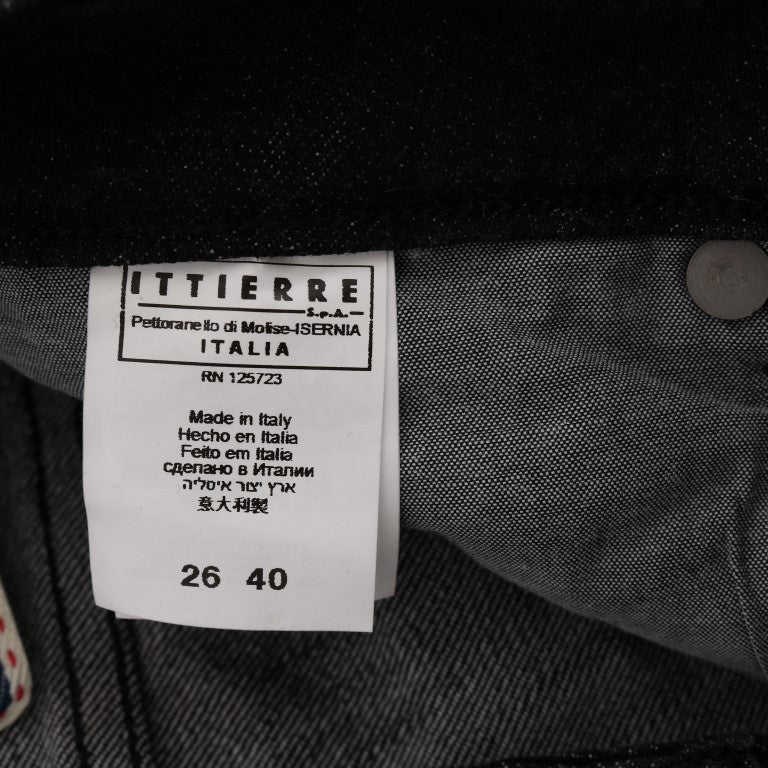 ITTIERRE
S.p.A.
Pettoranello di Molise-ISERNIA
ITALIA
RN 125723
Made in Italy
Hecho en Italia
Feito em Italia
сделано в Италии
ארץ יצור איטליה
意大利製
26 40